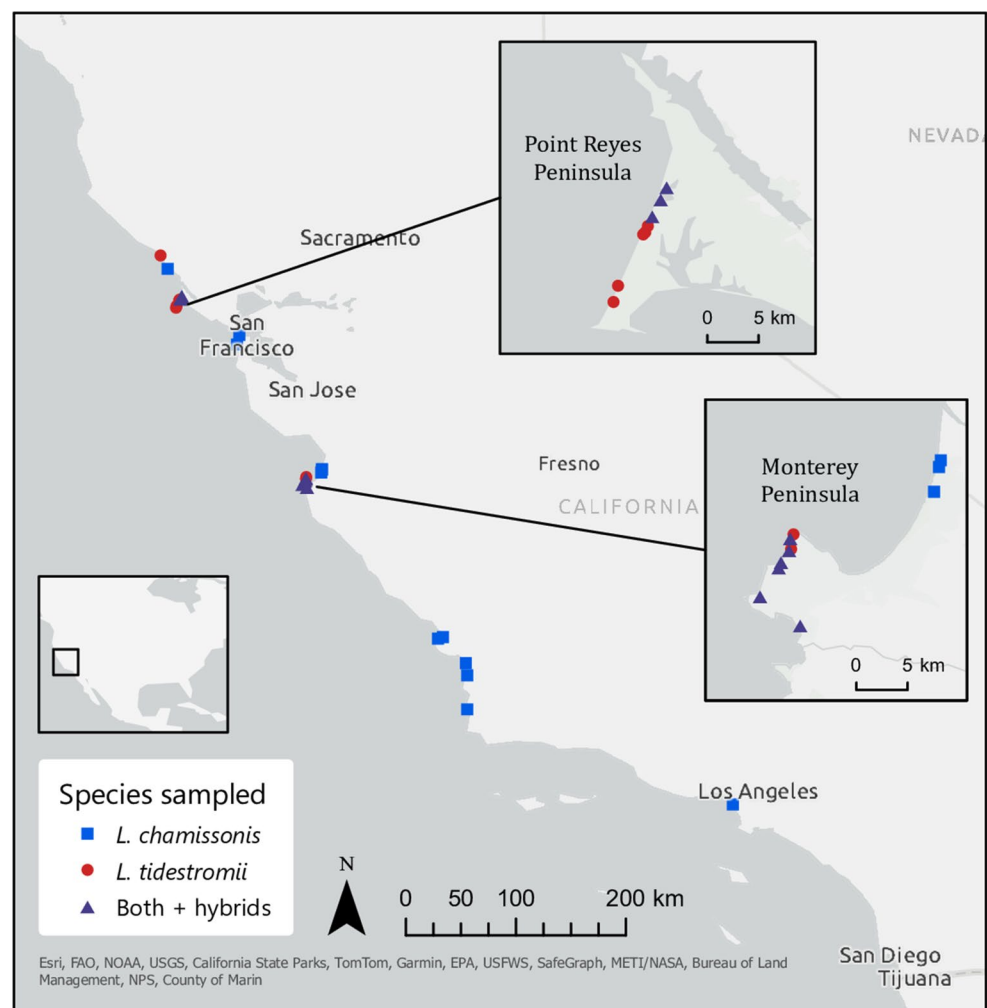 Point Reyes
Peninsula
0 5 km
NEVADA
Sacramento
San
Francisco
San Jose
Fresno
CALIFORNIA
Monterey
Peninsula
0 5 km
Los Angeles
Species sampled
L. chamissonis
L. tidestromii
Both + hybrids
N
0 50 100 200 km
San Diego
Tijuana
Esri, FAO, NOAA, USGS, California State Parks, TomTom, Garmin, EPA, USFWS, SafeGraph, METI/NASA, Bureau of Land
Management, NPS, County of Marin